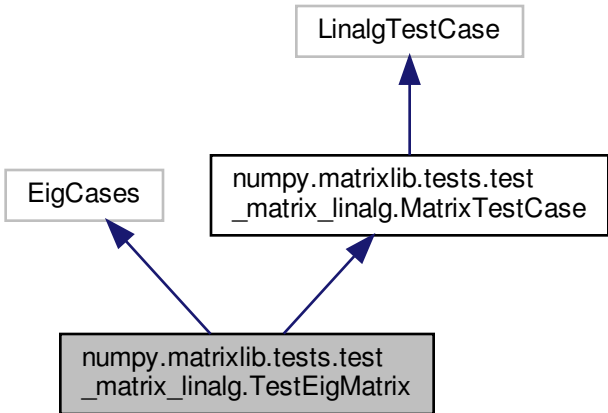 LinalgTestCase
EigCases
numpy.matrixlib.tests.test
_matrix_linalg.MatrixTestCase
numpy.matrixlib.tests.test
_matrix_linalg.TestEigMatrix